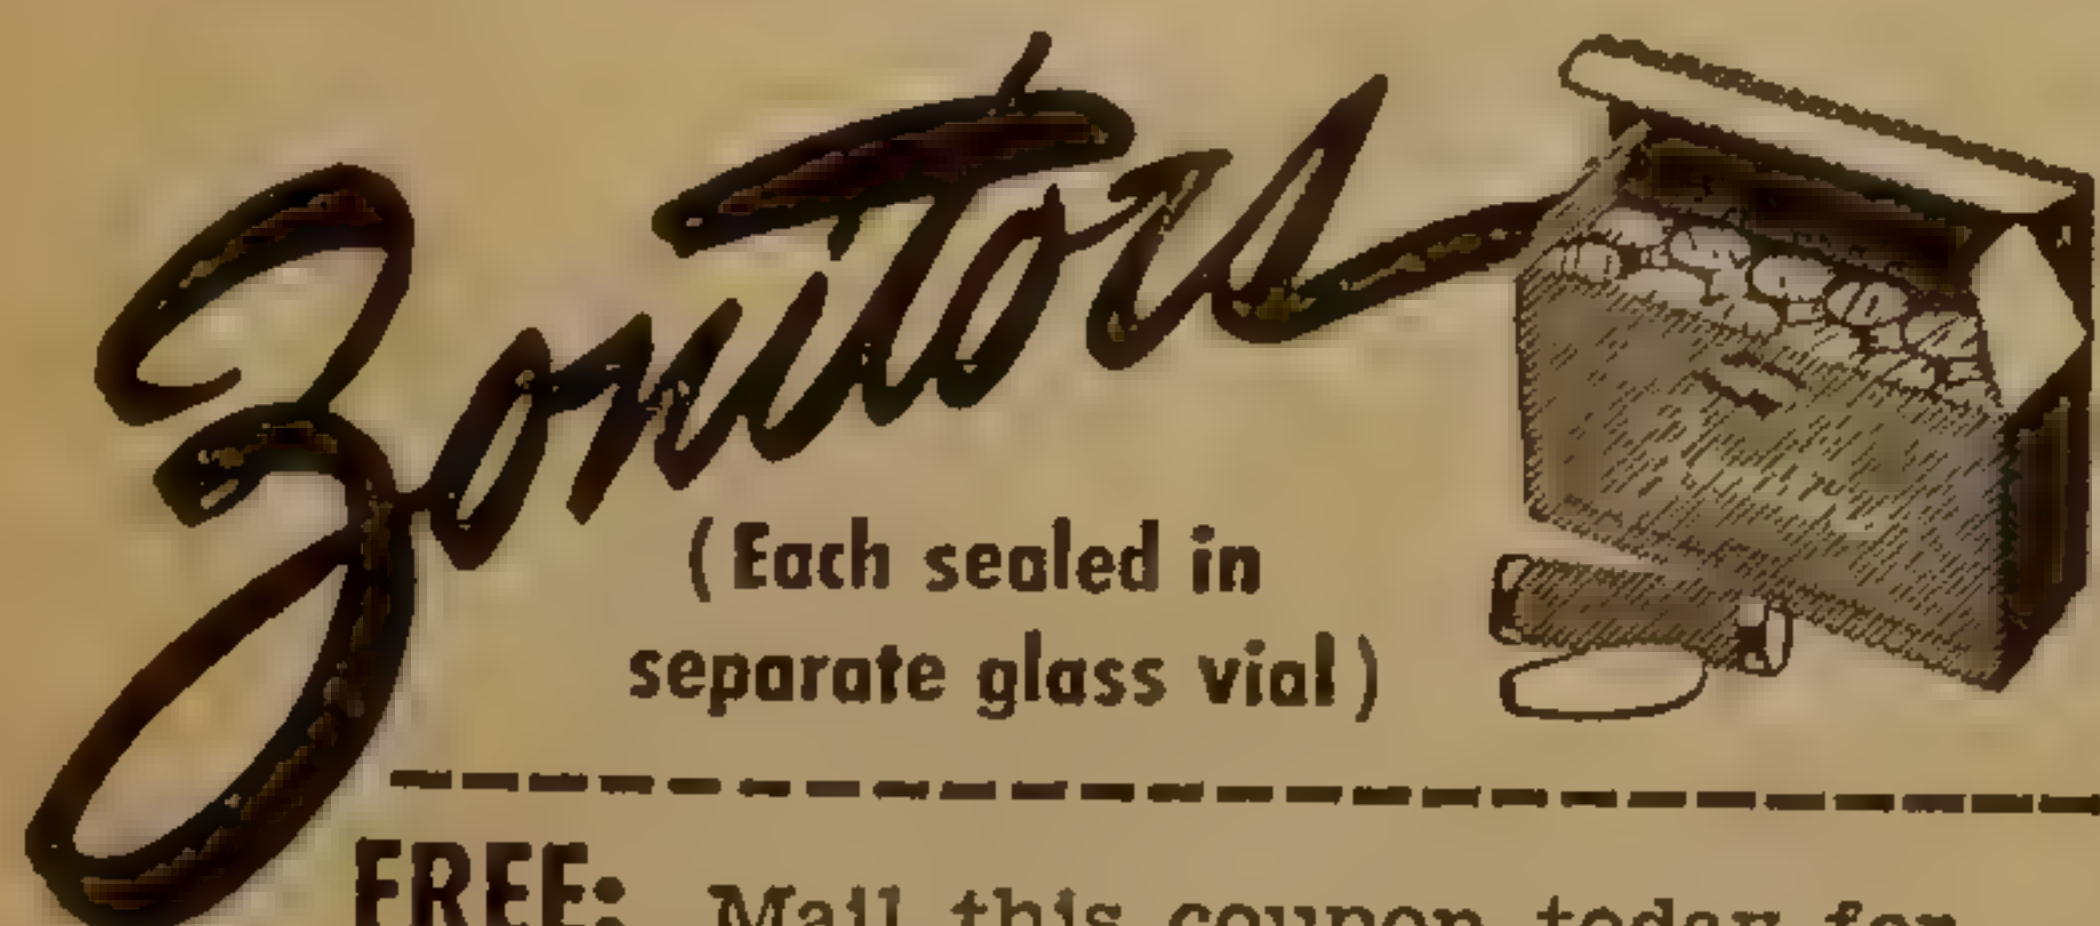 Zonitors
(Each sealed in
separate glass vial)
FREE: Mail this coupon today for